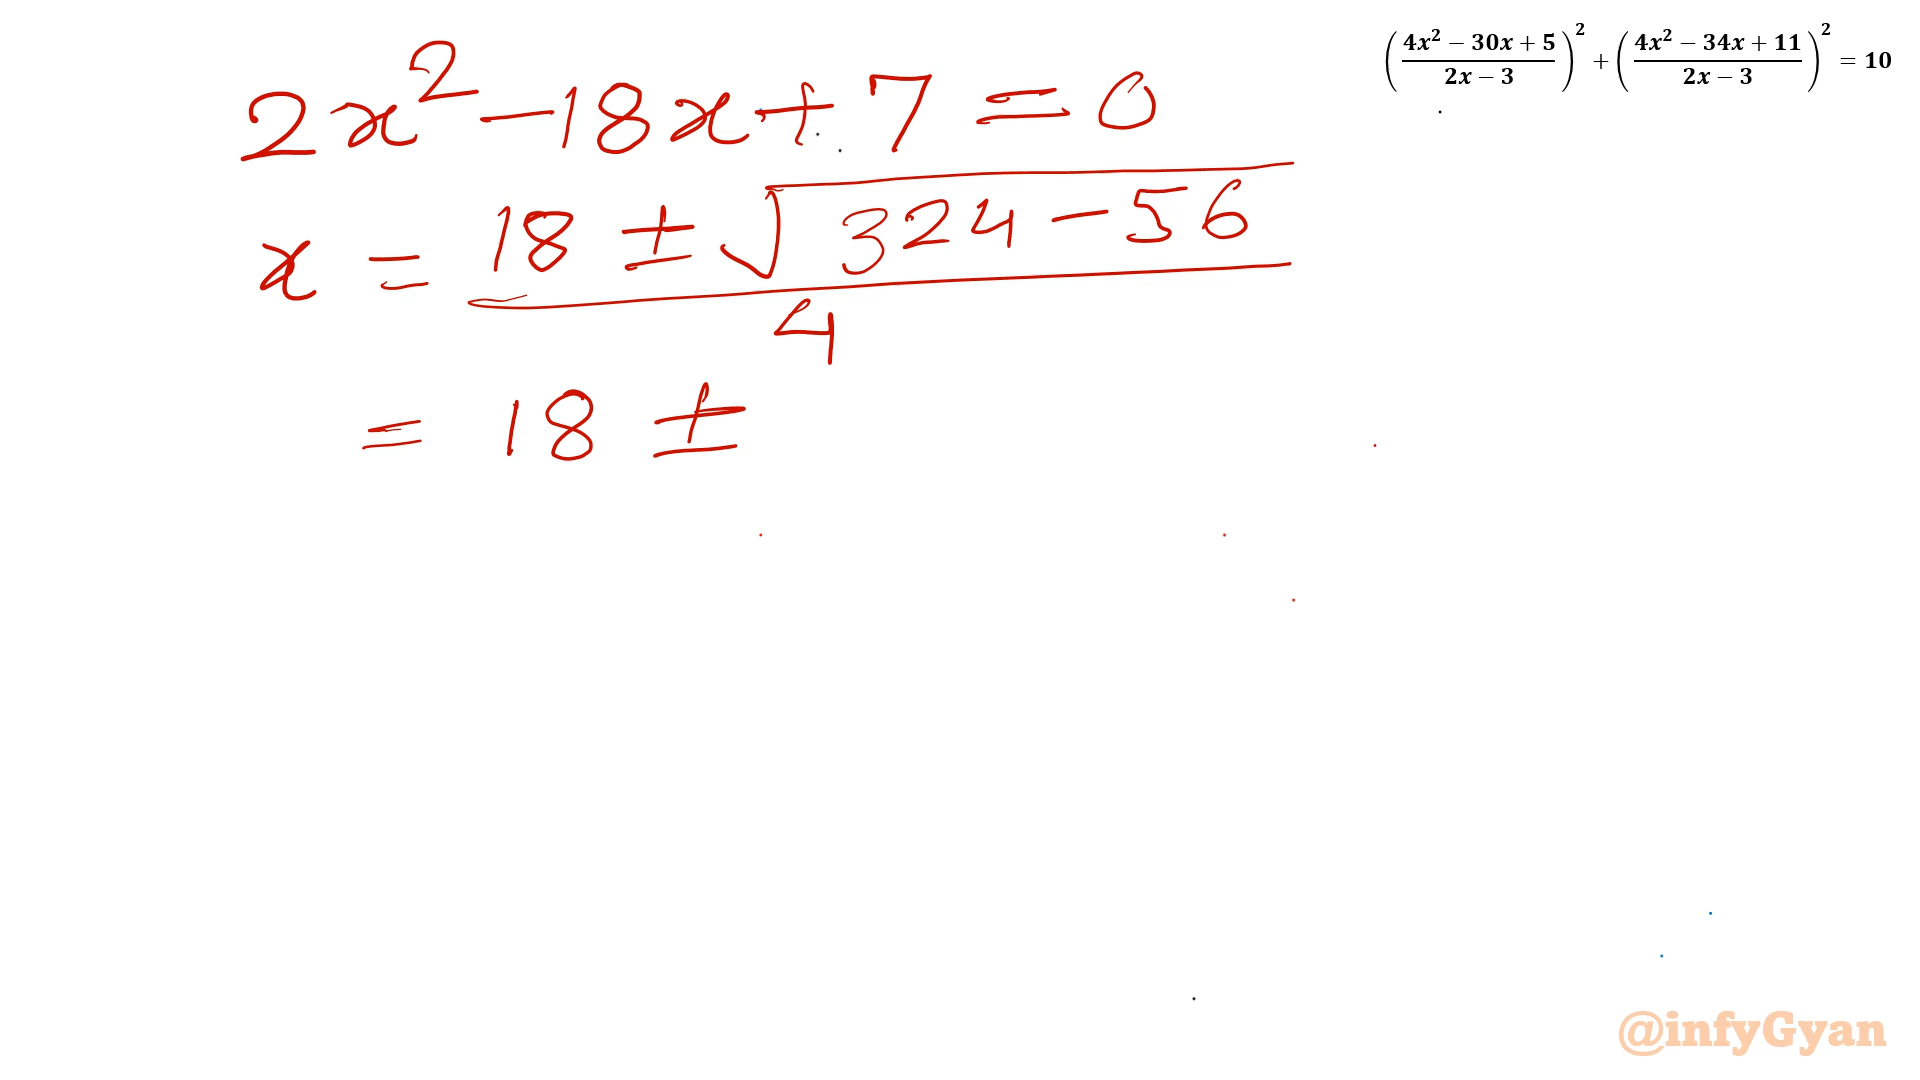 2x² - 18x + 7 = 0
x = (18 ± √(324 - 56))/4
= 18 ±
((4x² − 30x + 5)/(2x − 3))² + ((4x² − 34x + 11)/(2x − 3))² = 10
@infyGyan